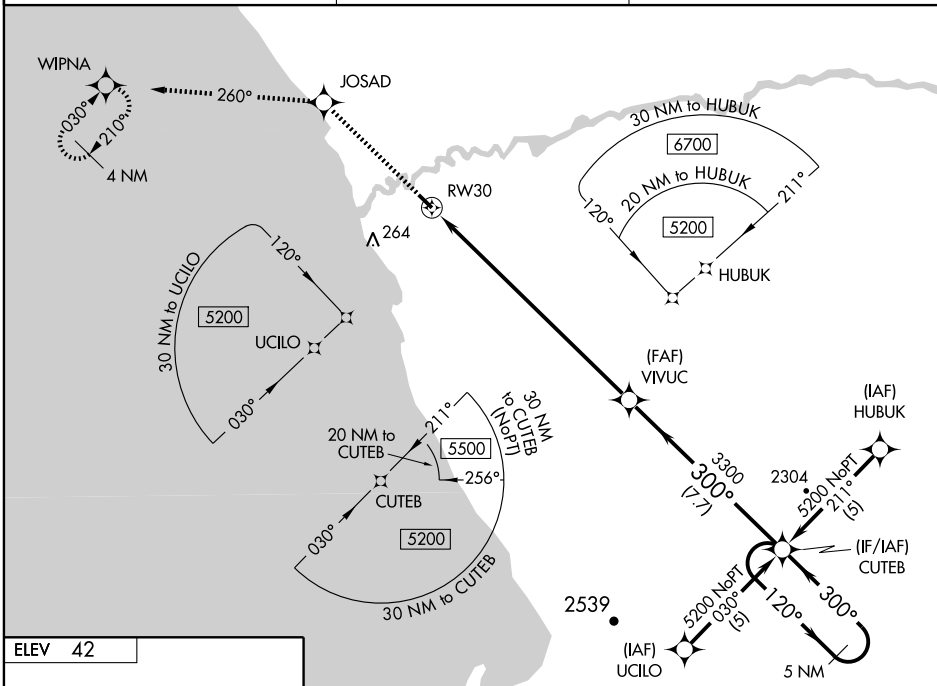 WIPNA
030°
210°
4 NM
260°
JOSAD
RW30
264
30 NM to HUBUK
6700
20 NM to HUBUK
5200
120°
211°
HUBUK
30 NM to UCILO
120°
5200
UCILO
030°
30 NM
to CUTEB
(NoPT)
211°
20 NM to
CUTEB
5500
256°
CUTEB
030°
5200
30 NM to CUTEB
(FAF)
VIVUC
3300
300°
(7.7)
(IAF)
HUBUK
2304
5200 NoPT
211°
(5)
(IF/IAF)
CUTEB
5200 NoPT
030°
(5)
120°
300°
5 NM
2539
(IAF)
UCILO
ELEV 42